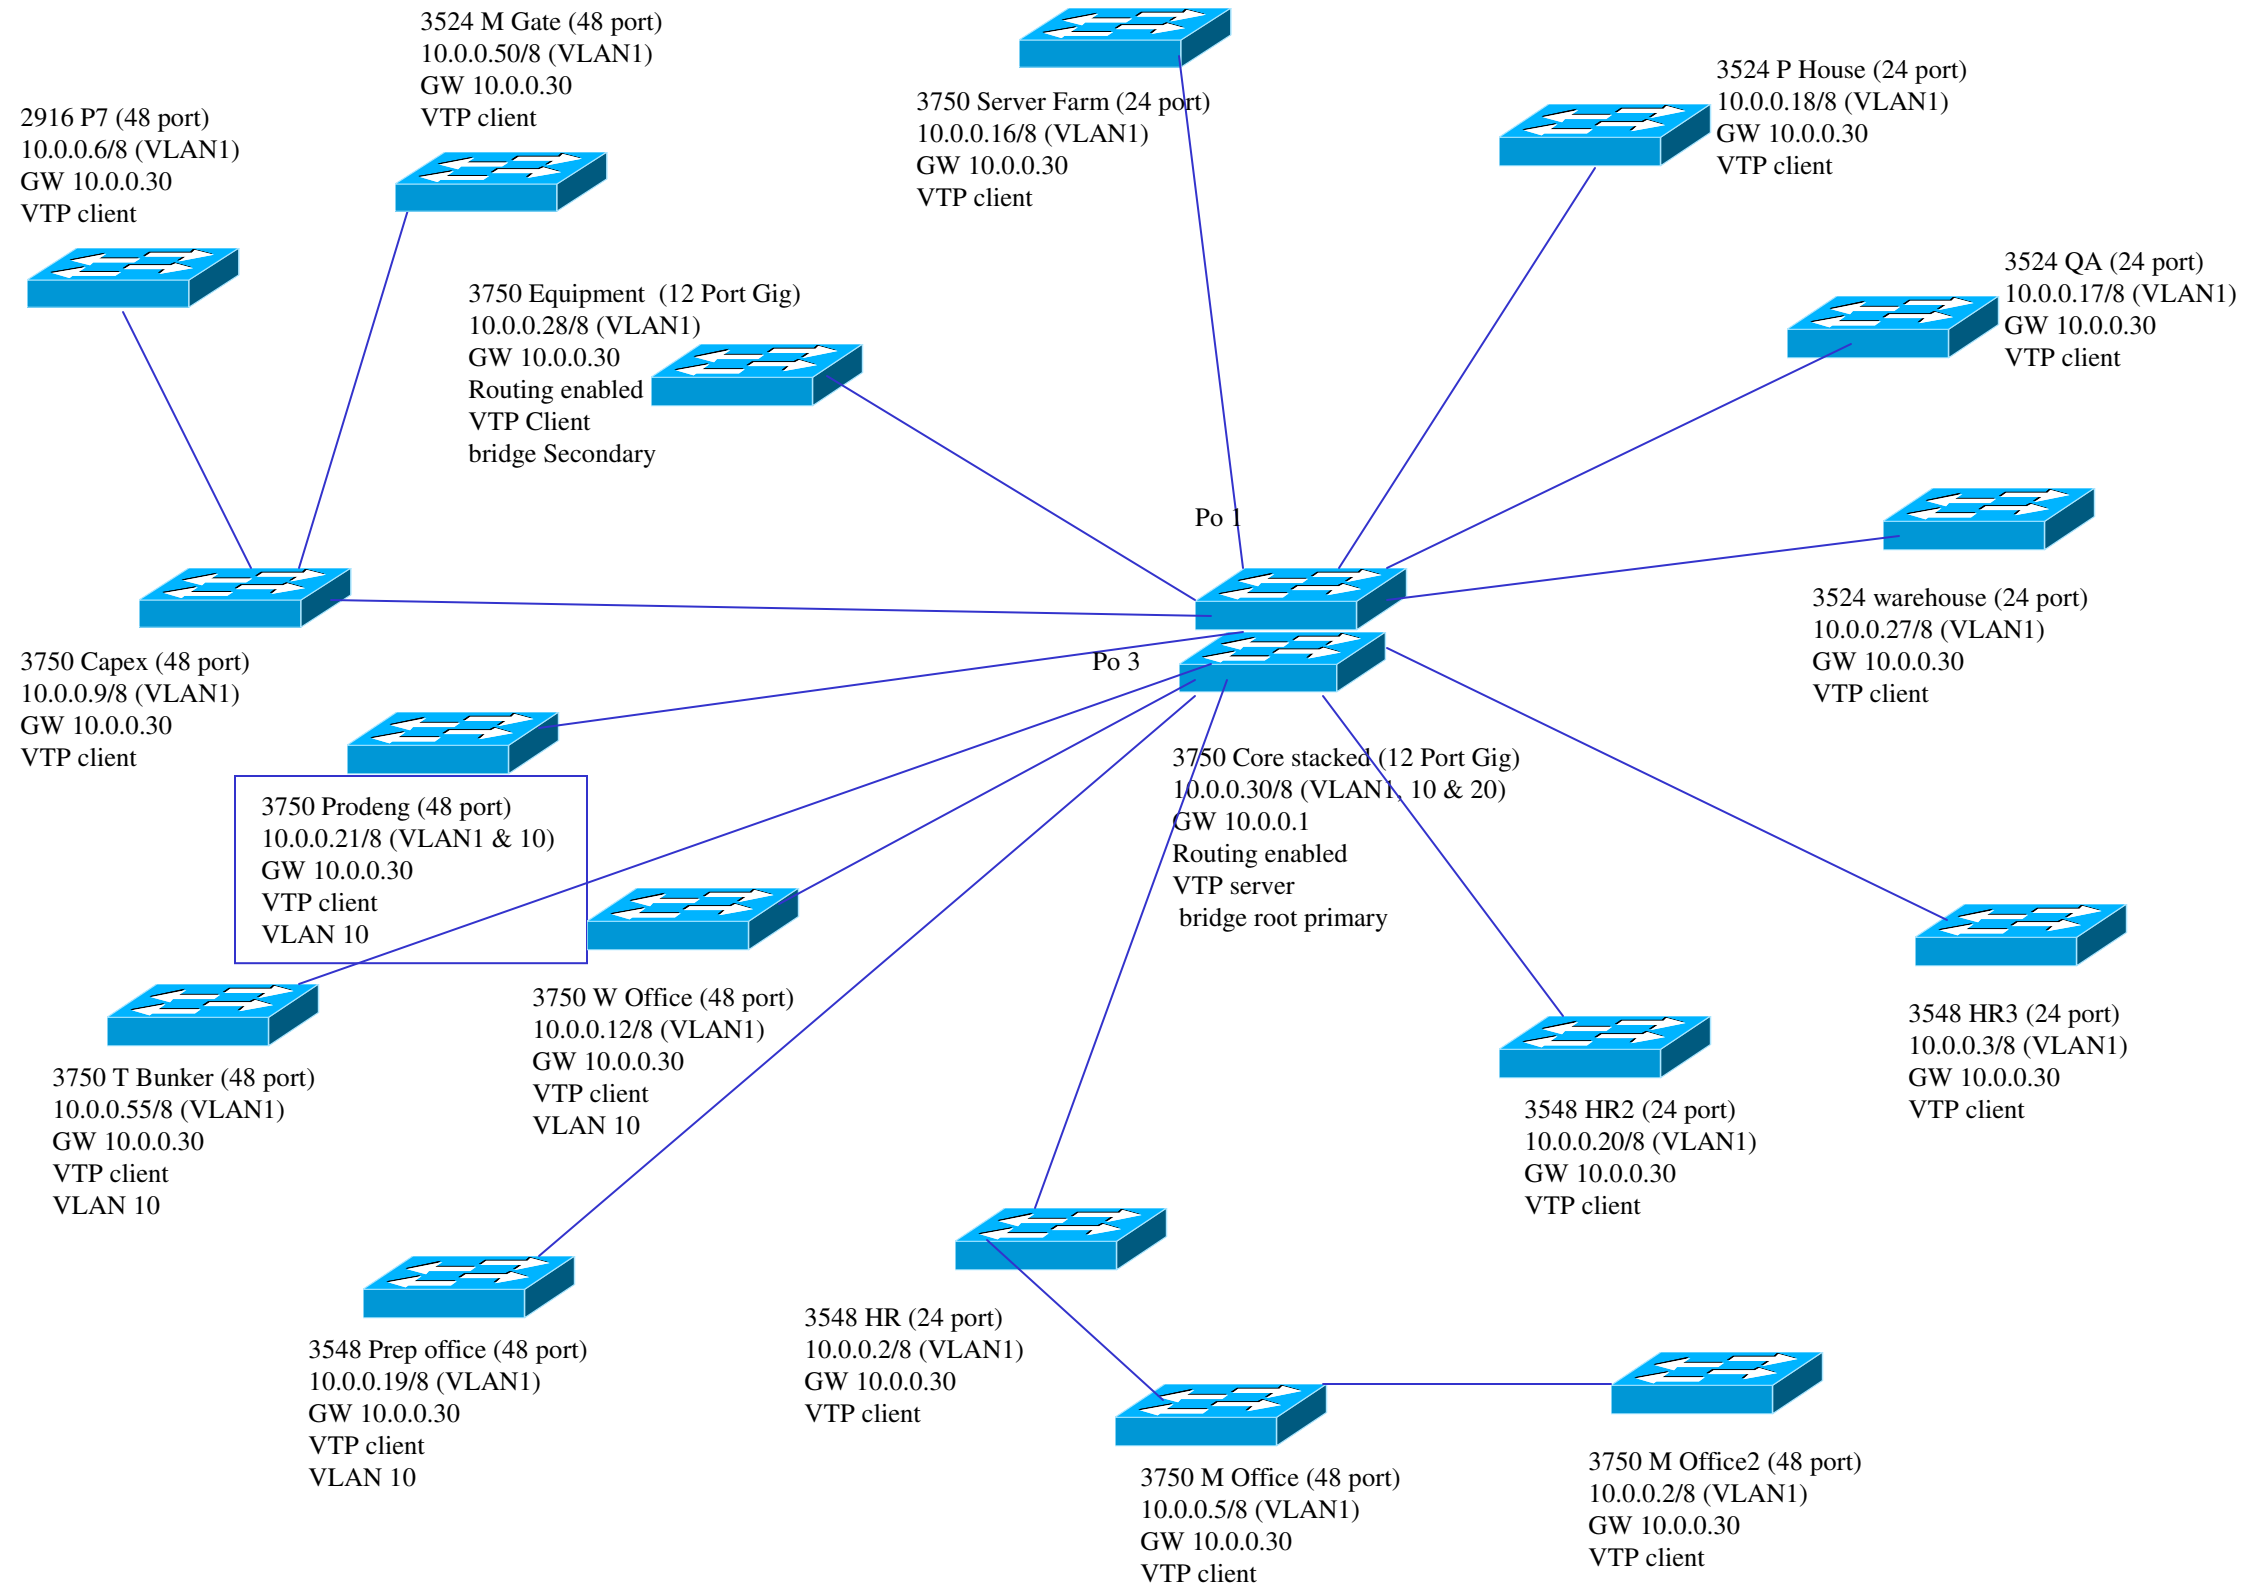 3524 M Gate (48 port)
10.0.0.50/8 (VLAN1)
GW 10.0.0.30
VTP client
2916 P7 (48 port)
10.0.0.6/8 (VLAN1)
GW 10.0.0.30
VTP client
3750 Server Farm (24 port)
10.0.0.16/8 (VLAN1)
GW 10.0.0.30
VTP client
3524 P House (24 port)
10.0.0.18/8 (VLAN1)
GW 10.0.0.30
VTP client
3524 QA (24 port)
10.0.0.17/8 (VLAN1)
GW 10.0.0.30
VTP client
3750 Equipment  (12 Port Gig)
10.0.0.28/8 (VLAN1)
GW 10.0.0.30
Routing enabled
VTP Client
bridge Secondary
Po 1
3524 warehouse (24 port)
10.0.0.27/8 (VLAN1)
GW 10.0.0.30
VTP client
3750 Capex (48 port)
10.0.0.9/8 (VLAN1)
GW 10.0.0.30
VTP client
Po 3
3750 Core stacked (12 Port Gig)
10.0.0.30/8 (VLAN1, 10 & 20)
GW 10.0.0.1
Routing enabled
VTP server
bridge root primary
3750 Prodeng (48 port)
10.0.0.21/8 (VLAN1 & 10)
GW 10.0.0.30
VTP client
VLAN 10
3750 W Office (48 port)
10.0.0.12/8 (VLAN1)
GW 10.0.0.30
VTP client
VLAN 10
3548 HR3 (24 port)
10.0.0.3/8 (VLAN1)
GW 10.0.0.30
VTP client
3750 T Bunker (48 port)
10.0.0.55/8 (VLAN1)
GW 10.0.0.30
VTP client
VLAN 10
3548 HR2 (24 port)
10.0.0.20/8 (VLAN1)
GW 10.0.0.30
VTP client
3548 Prep office (48 port)
10.0.0.19/8 (VLAN1)
GW 10.0.0.30
VTP client
VLAN 10
3548 HR (24 port)
10.0.0.2/8 (VLAN1)
GW 10.0.0.30
VTP client
3750 M Office (48 port)
10.0.0.5/8 (VLAN1)
GW 10.0.0.30
VTP client
3750 M Office2 (48 port)
10.0.0.2/8 (VLAN1)
GW 10.0.0.30
VTP client